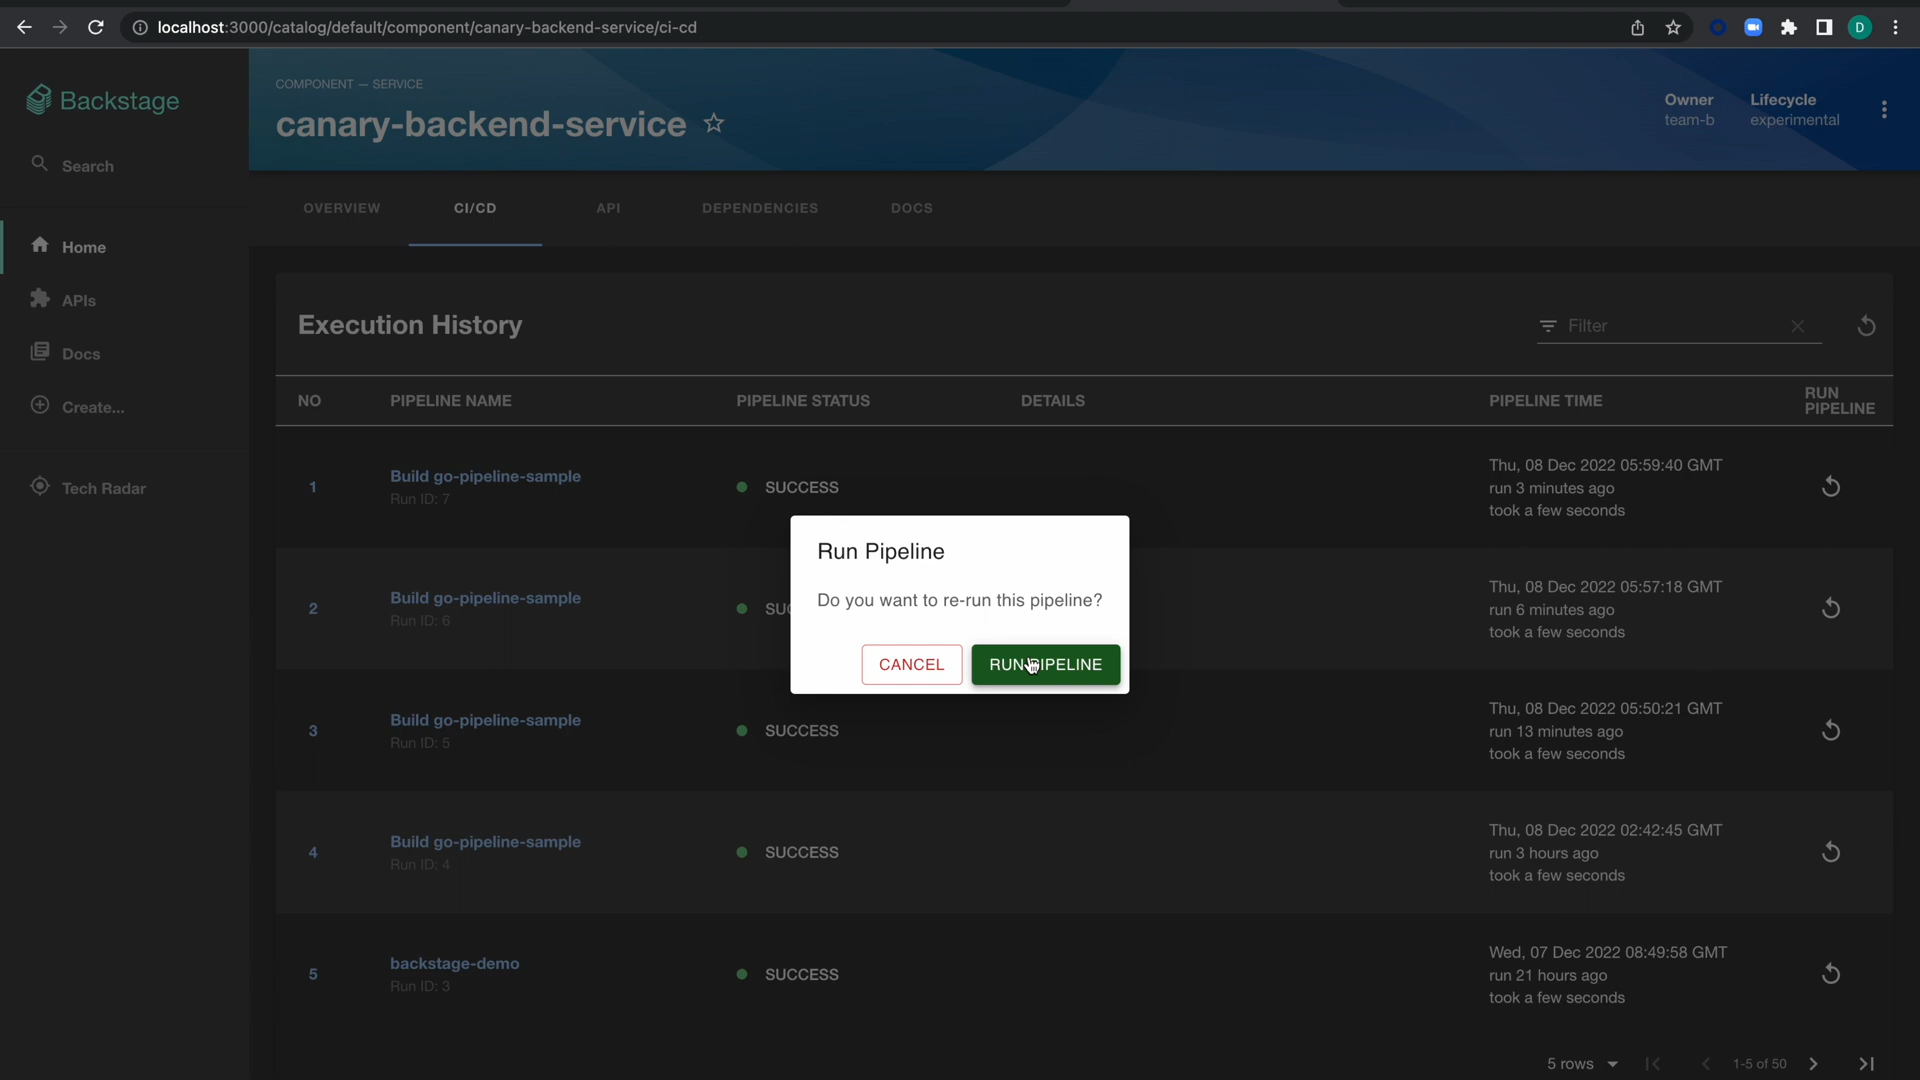 localhost:3000/catalog/default/component/canary-backend-service/ci-cd
D
Backstage
Search
Home
APIs
Docs
Create...
Tech Radar
COMPONENT — SERVICE
canary-backend-service
Owner
team-b
Lifecycle
experimental
OVERVIEW
CI/CD
API
DEPENDENCIES
DOCS
Execution History
Filter
NO
PIPELINE NAME
PIPELINE STATUS
DETAILS
PIPELINE TIME
RUN
PIPELINE
1
Build go-pipeline-sample
Run ID: 7
SUCCESS
Thu, 08 Dec 2022 05:59:40 GMT
run 3 minutes ago
took a few seconds
2
Build go-pipeline-sample
Run ID: 6
SU
Thu, 08 Dec 2022 05:57:18 GMT
run 6 minutes ago
took a few seconds
Run Pipeline
Do you want to re-run this pipeline?
CANCEL
RUN PIPELINE
3
Build go-pipeline-sample
Run ID: 5
SUCCESS
Thu, 08 Dec 2022 05:50:21 GMT
run 13 minutes ago
took a few seconds
4
Build go-pipeline-sample
Run ID: 4
SUCCESS
Thu, 08 Dec 2022 02:42:45 GMT
run 3 hours ago
took a few seconds
5
backstage-demo
Run ID: 3
SUCCESS
Wed, 07 Dec 2022 08:49:58 GMT
run 21 hours ago
took a few seconds
5 rows
1-5 of 50